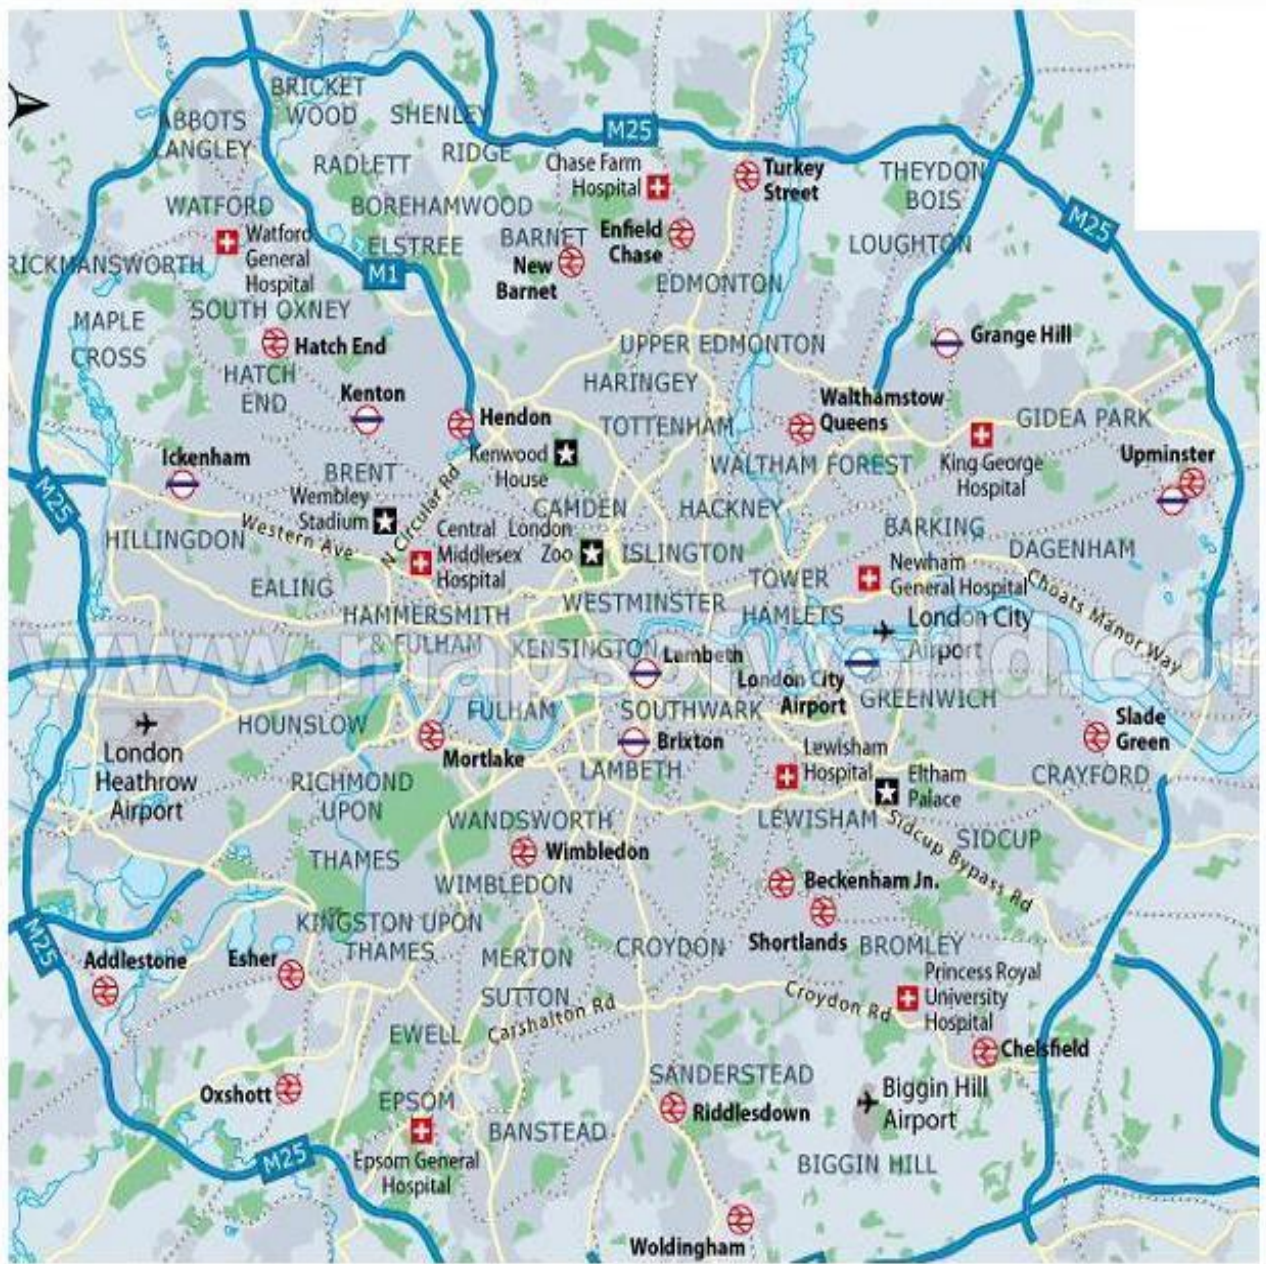 BRICKET
WOOD
ABBOTS
LANGLEY
SHENLEY
RADLETT
RIDGE
M25
Chase Farm
Hospital
Turkey
Street
THEYDON
BOIS
M25
WATFORD
BOREHAMWOOD
Watford
General
Hospital
ELSTREE
BARNET
Enfield
Chase
LOUGHTON
RICKMANSWORTH
M1
New
Barnet
EDMONTON
SOUTH OXNEY
MAPLE
CROSS
Hatch End
UPPER EDMONTON
Grange Hill
HATCH
END
Kenton
HARINGEY
Hendon
TOTTENHAM
Walthamstow
Queens
GIDEA PARK
Ickenham
Kenwood
House
WALTHAM FOREST
King George
Hospital
Upminster
M25
BRENT
Wembley
Stadium
N Circular Rd
CAMDEN
HACKNEY
Western Ave
HILLINGDON
Central
Middlesex
Hospital
London
Zoo
ISLINGTON
BARKING
DAGENHAM
EALING
TOWER
HAMLETS
Newham
General Hospital
Choats Manor Way
HAMMERSMITH
& FULHAM
WESTMINSTER
London City
Airport
KENSINGTON
Lambeth
www.mapsofworld.com
London City
Airport
GREENWICH
HOUNSLOW
FULHAM
SOUTHWARK
London
Heathrow
Airport
Mortlake
Brixton
Slade
Green
Lewisham
Hospital
Eltham
Palace
LAMBETH
CRAYFORD
RICHMOND
UPON
THAMES
WANDSWORTH
LEWISHAM
Sidcup Bypass Rd
SIDCUP
Wimbledon
WIMBLEDON
Beckenham Jn.
KINGSTON UPON
THAMES
Shortlands
BROMLEY
M25
Addlestone
Esher
MERTON
CROYDON
SUTTON
Carshalton Rd
Croydon Rd
Princess Royal
University
Hospital
EWELL
Chelsfield
Oxshott
EPSOM
SANDERSTEAD
Riddlesdown
Biggin Hill
Airport
BANSTEAD
M25
Epsom General
Hospital
BIGGIN HILL
Woldingham